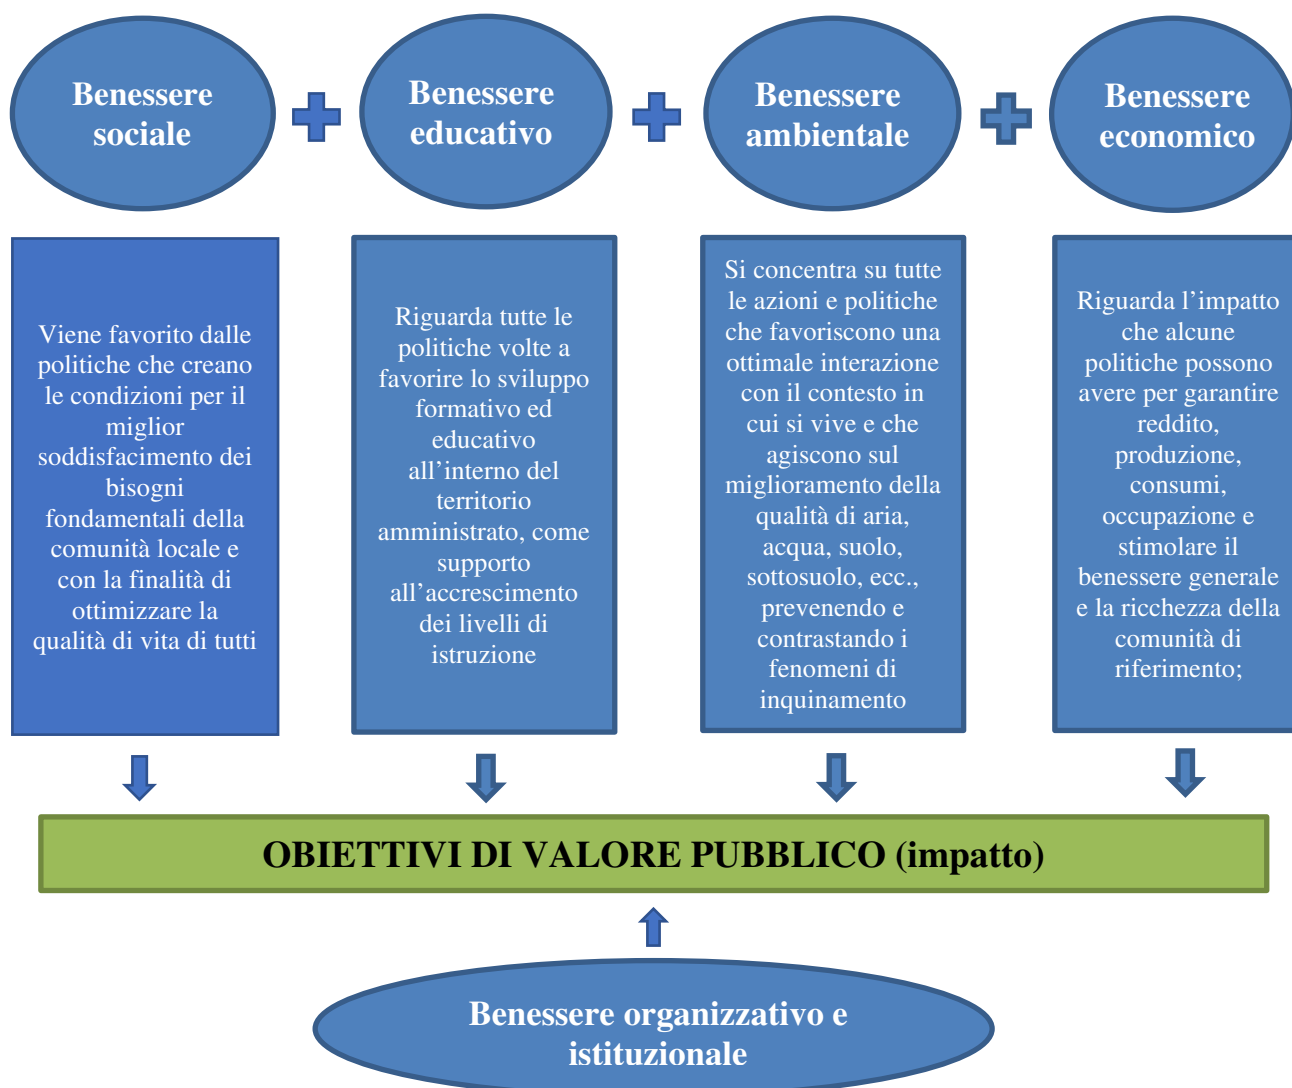 Benessere
sociale
Benessere
educativo
Benessere
ambientale
Benessere
economico
Viene favorito dalle
politiche che creano
le condizioni per il
miglior
soddisfacimento dei
bisogni
fondamentali della
comunità locale e
con la finalità di
ottimizzare la
qualità di vita di tutti
Riguarda tutte le
politiche volte a
favorire lo sviluppo
formativo ed
educativo
all’interno del
territorio
amministrato, come
supporto
all’accrescimento
dei livelli di
istruzione
Si concentra su tutte
le azioni e politiche
che favoriscono una
ottimale interazione
con il contesto in
cui si vive e che
agiscono sul
miglioramento della
qualità di aria,
acqua, suolo,
sottosuolo, ecc.,
prevenendo e
contrastando i
fenomeni di
inquinamento
Riguarda l’impatto
che alcune
politiche possono
avere per garantire
reddito,
produzione,
consumi,
occupazione e
stimolare il
benessere generale
e la ricchezza della
comunità di
riferimento;
OBIETTIVI DI VALORE PUBBLICO (impatto)
Benessere organizzativo e
istituzionale